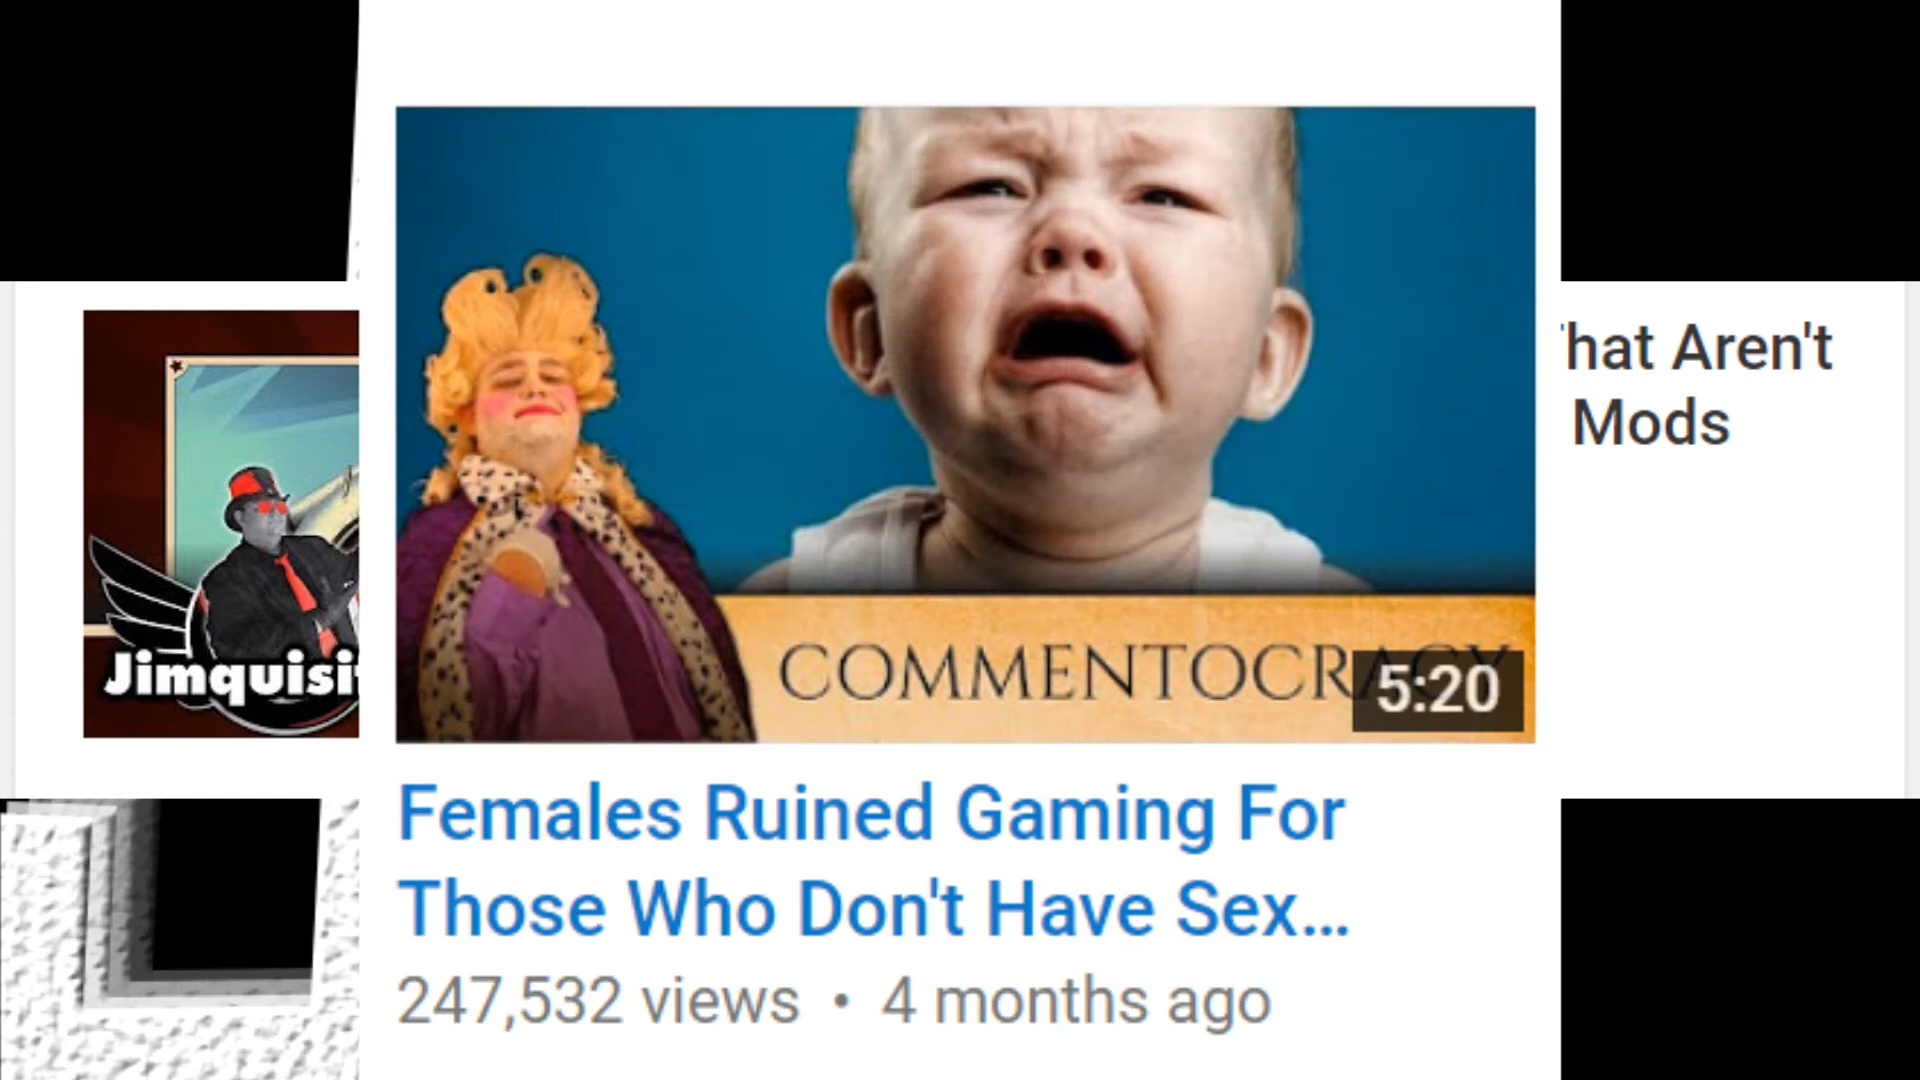 hat Aren't
Mods
Jimquisi
COMMENTOCRACY
5:20
Females Ruined Gaming For
Those Who Don't Have Sex...
247,532 views • 4 months ago